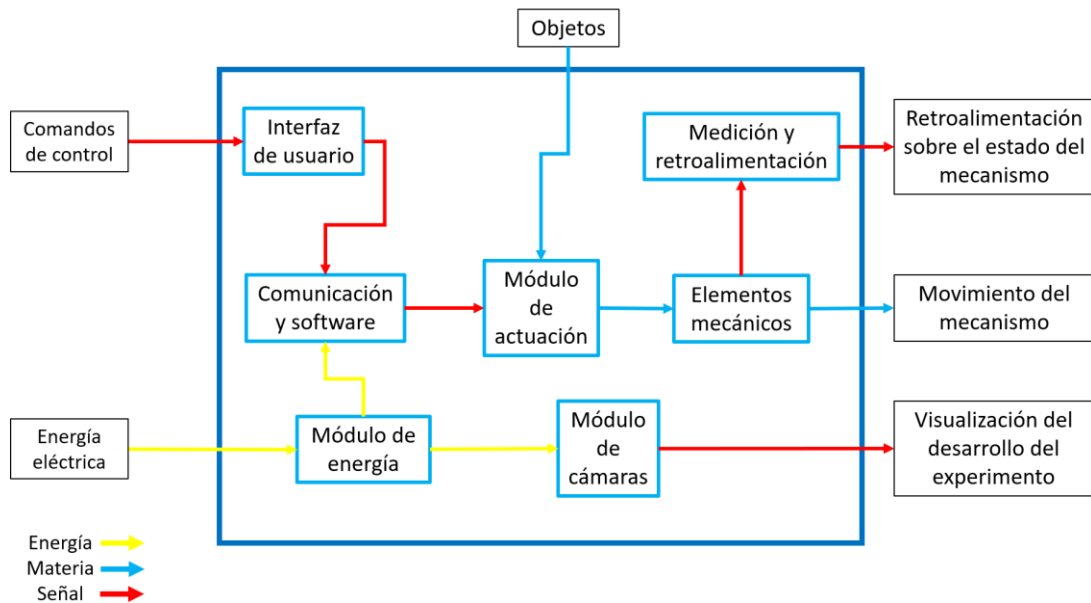 Objetos
Comandos
de control
Interfaz
de usuario
Medición y
retroalimentación
Retroalimentación
sobre el estado del
mecanismo
Comunicación
y software
Módulo
de
actuación
Elementos
mecánicos
Movimiento del
mecanismo
Energía
eléctrica
Módulo de
energía
Módulo
de
cámaras
Visualización del
desarrollo del
experimento
Energía
Materia
Señal